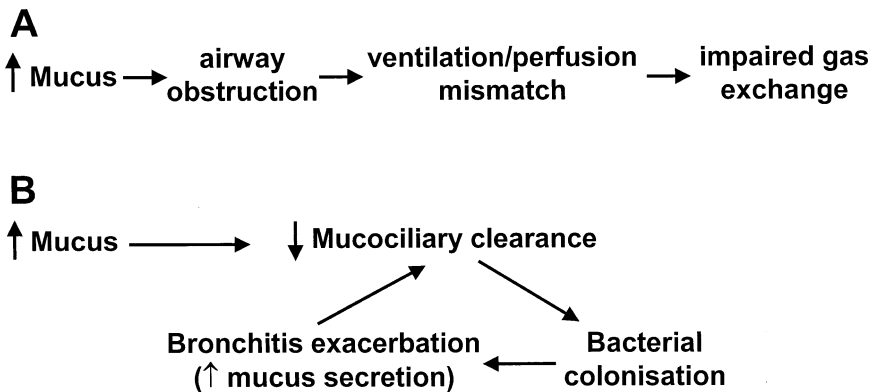 A
↑ Mucus → airway obstruction → ventilation/perfusion mismatch → impaired gas exchange
B
↑ Mucus → ↓ Mucociliary clearance
Bronchitis exacerbation
(↑ mucus secretion)
Bacterial
colonisation